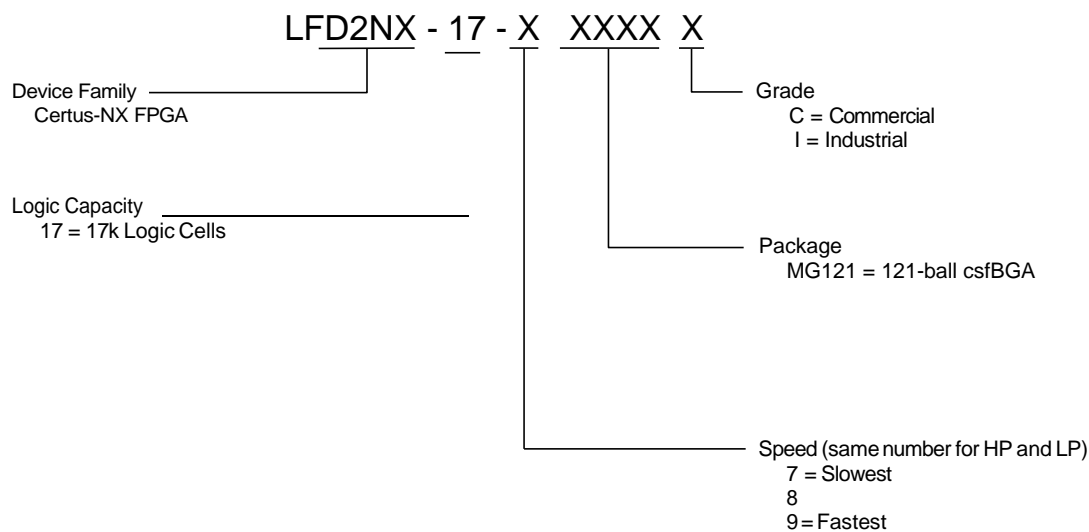 LFD2NX - 17 - X XXXX X
Device Family
Certus-NX FPGA
Grade
C = Commercial
I = Industrial
Logic Capacity
17 = 17k Logic Cells
Package
MG121 = 121-ball csfBGA
Speed (same number for HP and LP)
7 = Slowest
8
9 = Fastest